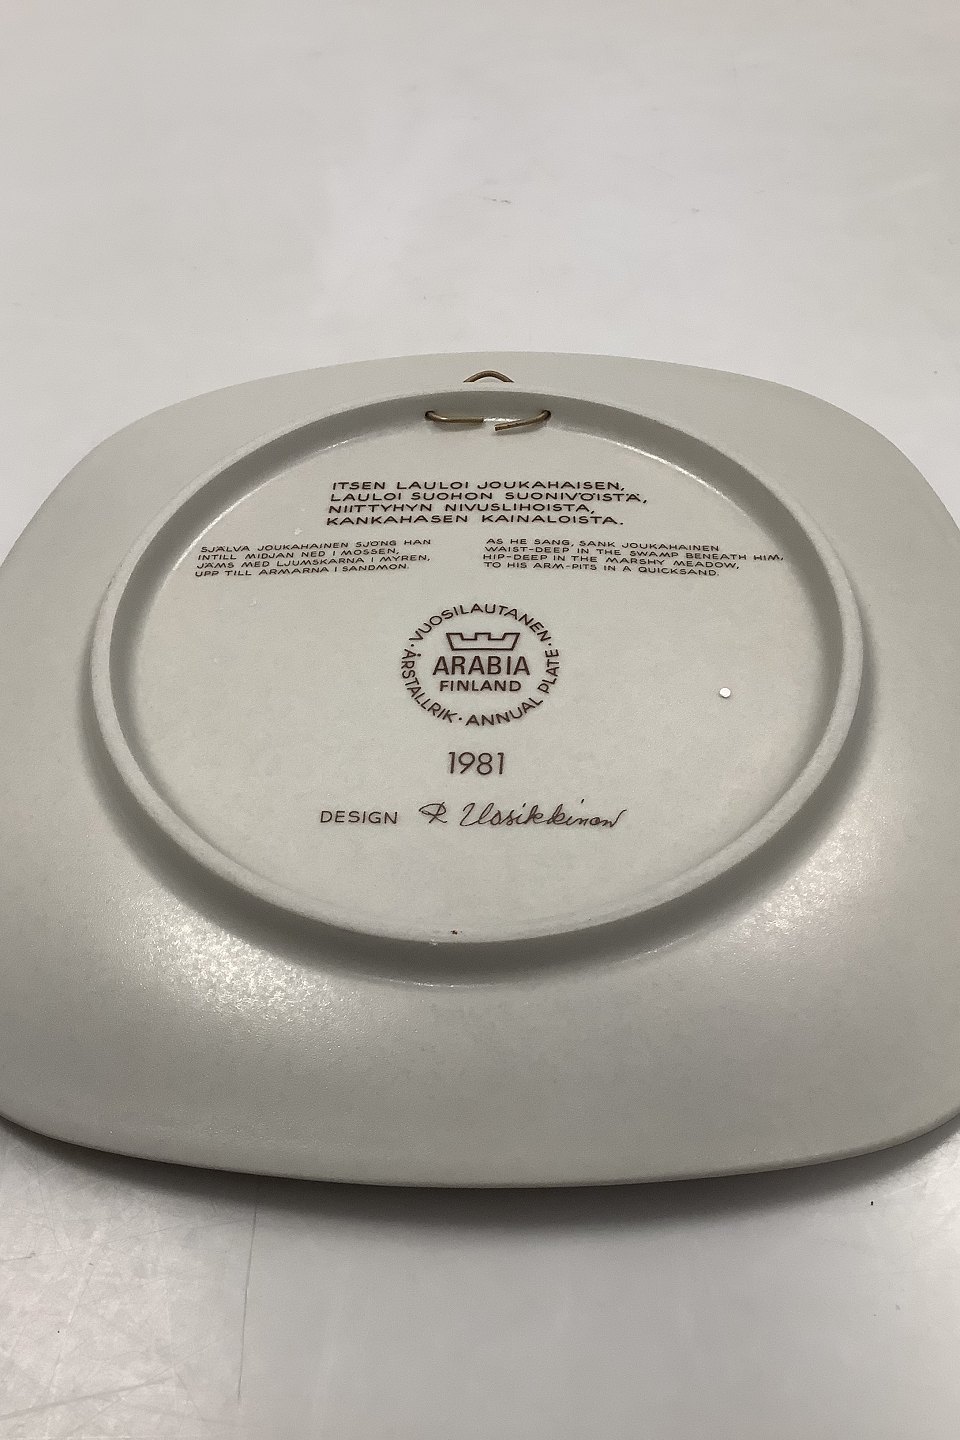 ITSEN LAULOI JOUKAHAISEN,
LAULOI SUOHON SUONIVÖISTÄ,
NIITTYHYN NIVUSLIHOISTA,
KANKAHASEN KAINALOISTA.
SJÄLVA JOUKAHAINEN SJÖNG HAN
INTILL MIDJAN NED I MOSSEN,
JÄMS MED LJUMSKARNA I MYREN,
UPP TILL ARMARNA I SANDMON.
AS HE SANG, SANK JOUKAHAINEN
WAIST-DEEP IN THE SWAMP BENEATH HIM,
HIP-DEEP IN THE MARSHY MEADOW,
TO HIS ARM-PITS IN A QUICKSAND.
· VUOSILAUTANEN ·
ARABIA
FINLAND
ÅRSTALLRIK · ANNUAL PLATE
1981
DESIGN R Uosikkinen